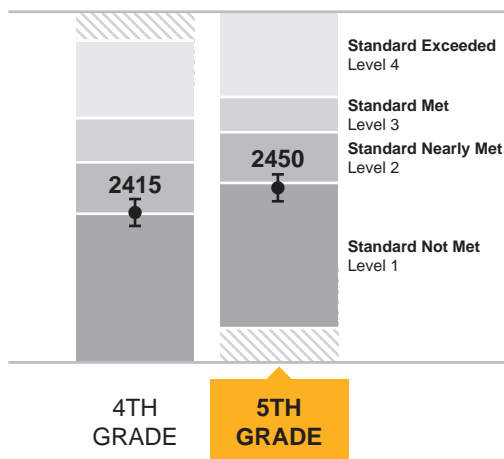 Standard Exceeded
Level 4
Standard Met
Level 3
Standard Nearly Met
Level 2
2450
2415
Standard Not Met
Level 1
4TH
GRADE
5TH
GRADE